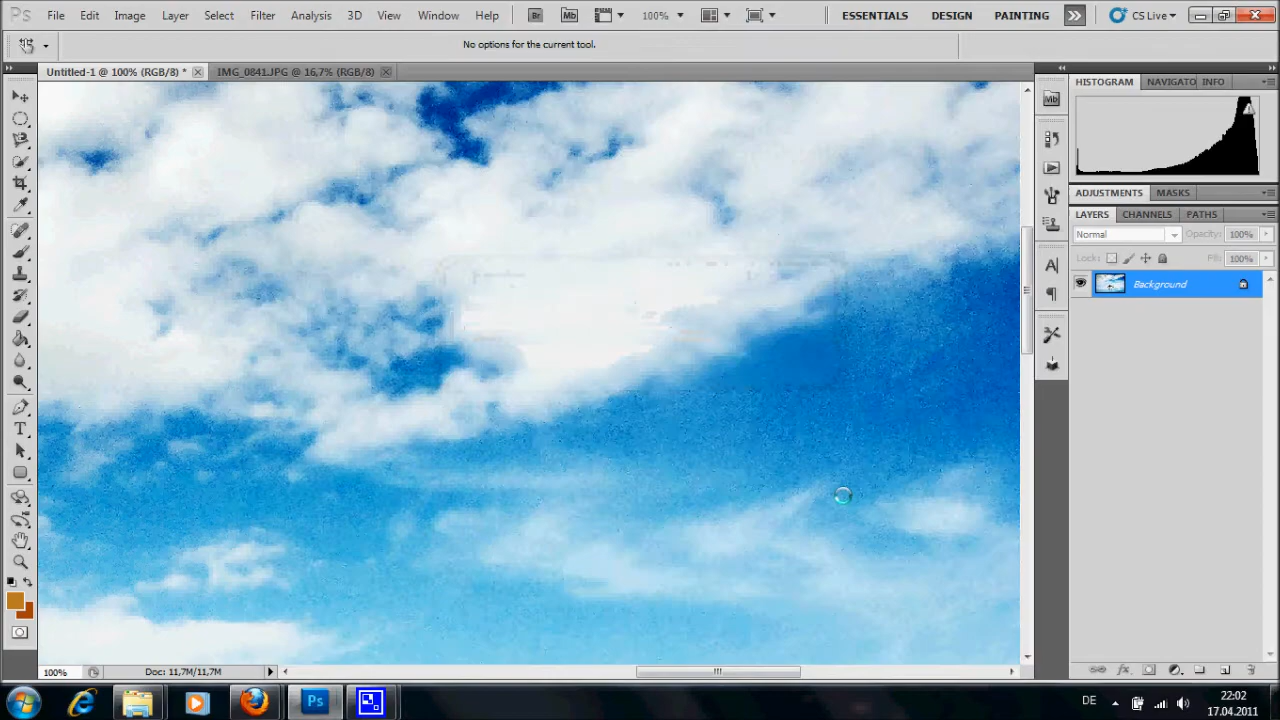 Ps File Edit Image Layer Select Filter Analysis 3D View Window Help Br Mb 100% ESSENTIALS DESIGN PAINTING CS Live
No options for the current tool.
Untitled-1 @ 100% (RGB/8) * IMG_0841.JPG @ 16,7% (RGB/8)
HISTOGRAM NAVIGATO INFO
Mb
ADJUSTMENTS MASKS
LAYERS CHANNELS PATHS
Normal Opacity: 100%
Lock: Fill: 100%
Background
100% Doc: 11,7M/11,7M
Ps DE 22:02
17.04.2011